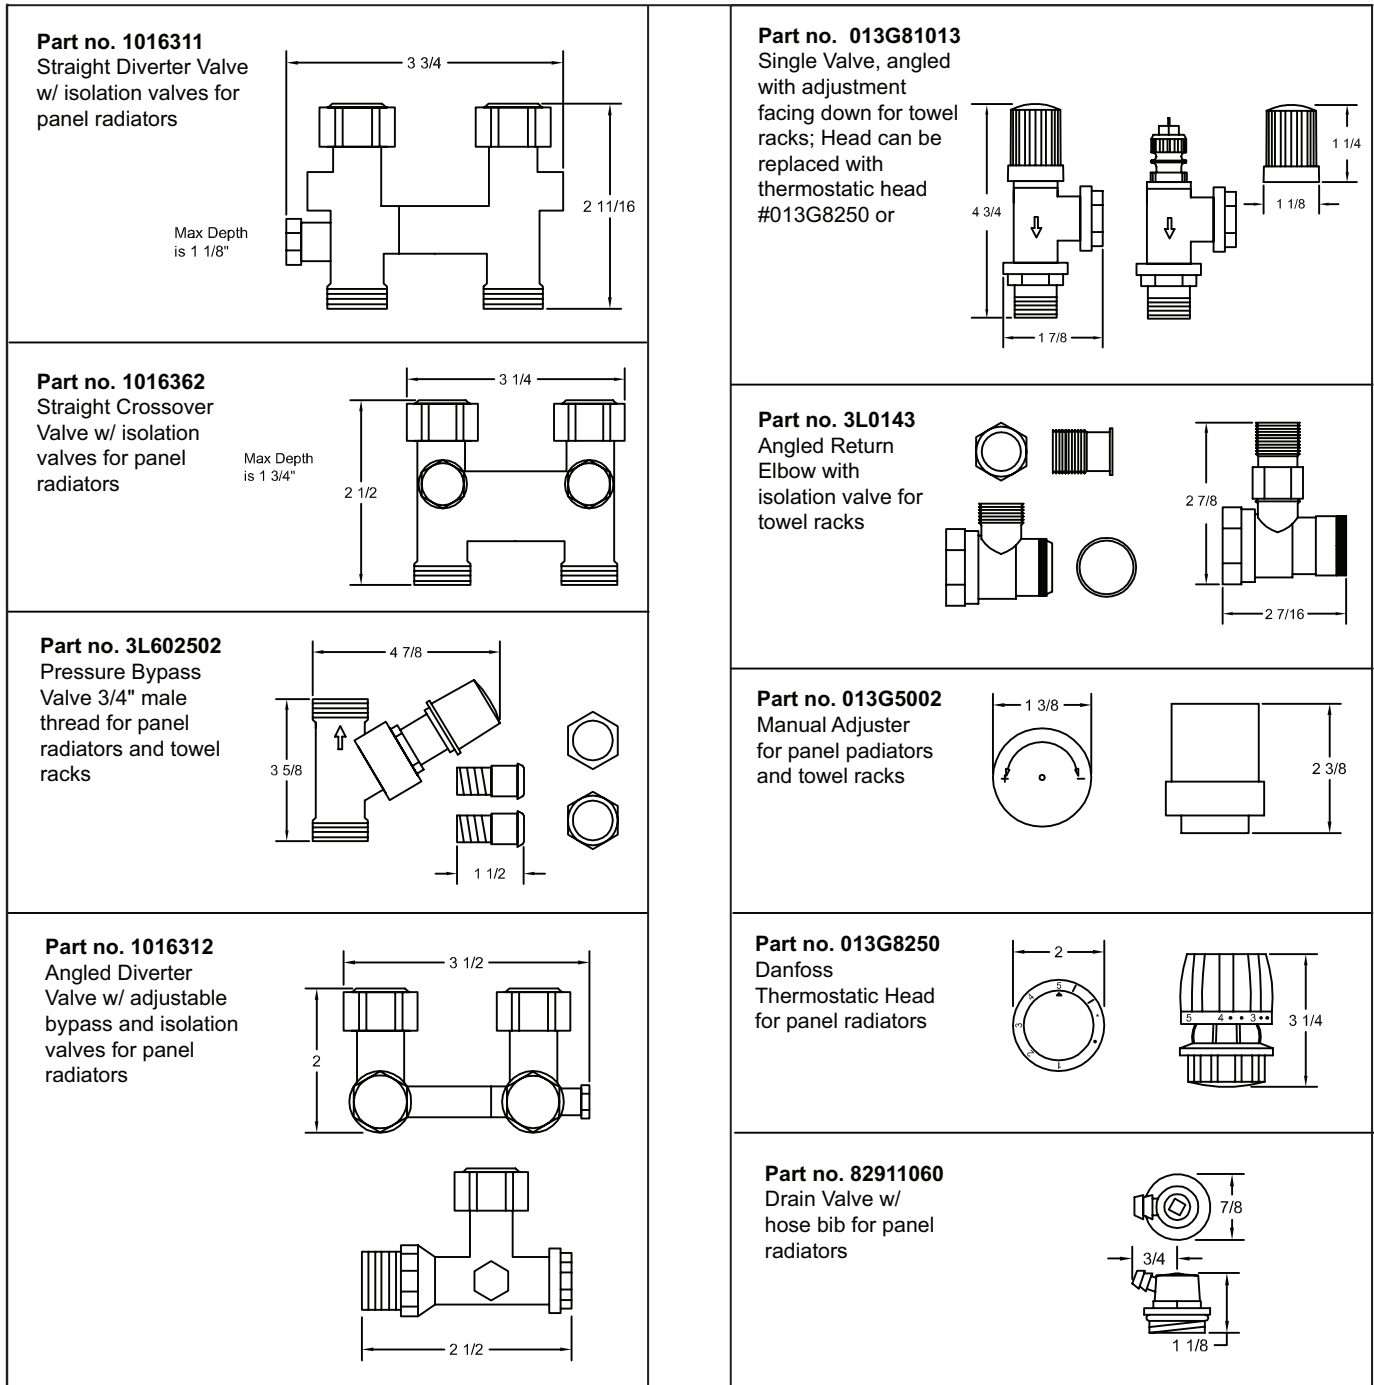 Part no. 1016311
Straight Diverter Valve
w/ isolation valves for
panel radiators
3 3/4
2 11/16
Max Depth
is 1 1/8"
Part no. 1016362
Straight Crossover
Valve w/ isolation
valves for panel
radiators
3 1/4
Max Depth
is 1 3/4"
2 1/2
Part no. 3L602502
Pressure Bypass
Valve 3/4" male
thread for panel
radiators and towel
racks
4 7/8
3 5/8
1 1/2
Part no. 1016312
Angled Diverter
Valve w/ adjustable
bypass and isolation
valves for panel
radiators
3 1/2
2
2 1/2
Part no. 013G81013
Single Valve, angled
with adjustment
facing down for towel
racks; Head can be
replaced with
thermostatic head
#013G8250 or
4 3/4
1 7/8
1 1/4
1 1/8
Part no. 3L0143
Angled Return
Elbow with
isolation valve for
towel racks
2 7/8
2 7/16
Part no. 013G5002
Manual Adjuster
for panel padiators
and towel racks
1 3/8
+ -
2 3/8
Part no. 013G8250
Danfoss
Thermostatic Head
for panel radiators
2
5
4
3
2
1
5 4 • • 3 • •
3 1/4
Part no. 82911060
Drain Valve w/
hose bib for panel
radiators
7/8
3/4
1 1/8